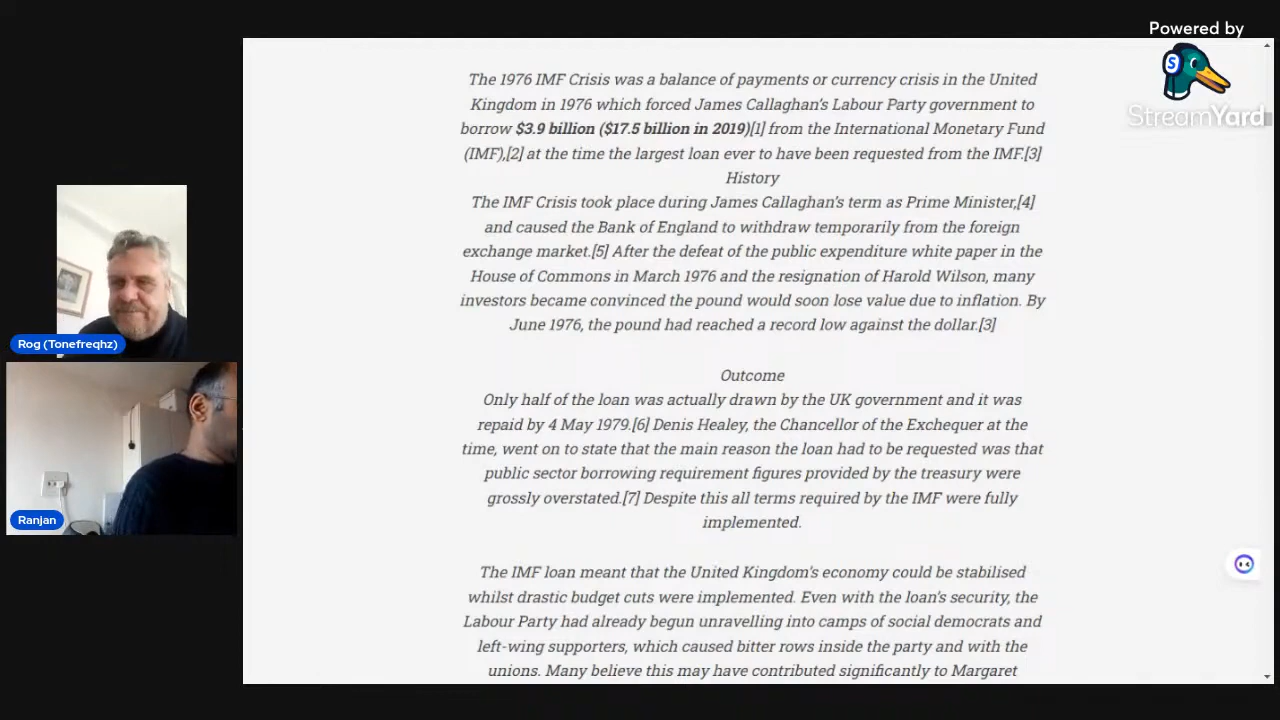 Powered by
StreamYard
The 1976 IMF Crisis was a balance of payments or currency crisis in the United
Kingdom in 1976 which forced James Callaghan's Labour Party government to
borrow $3.9 billion ($17.5 billion in 2019)[1] from the International Monetary Fund
(IMF),[2] at the time the largest loan ever to have been requested from the IMF.[3]
History
The IMF Crisis took place during James Callaghan's term as Prime Minister,[4]
and caused the Bank of England to withdraw temporarily from the foreign
exchange market.[5] After the defeat of the public expenditure white paper in the
House of Commons in March 1976 and the resignation of Harold Wilson, many
investors became convinced the pound would soon lose value due to inflation. By
June 1976, the pound had reached a record low against the dollar.[3]
Outcome
Only half of the loan was actually drawn by the UK government and it was
repaid by 4 May 1979.[6] Denis Healey, the Chancellor of the Exchequer at the
time, went on to state that the main reason the loan had to be requested was that
public sector borrowing requirement figures provided by the treasury were
grossly overstated.[7] Despite this all terms required by the IMF were fully
implemented.
The IMF loan meant that the United Kingdom's economy could be stabilised
whilst drastic budget cuts were implemented. Even with the loan's security, the
Labour Party had already begun unravelling into camps of social democrats and
left-wing supporters, which caused bitter rows inside the party and with the
unions. Many believe this may have contributed significantly to Margaret
Rog (Tonefreqhz)
Ranjan